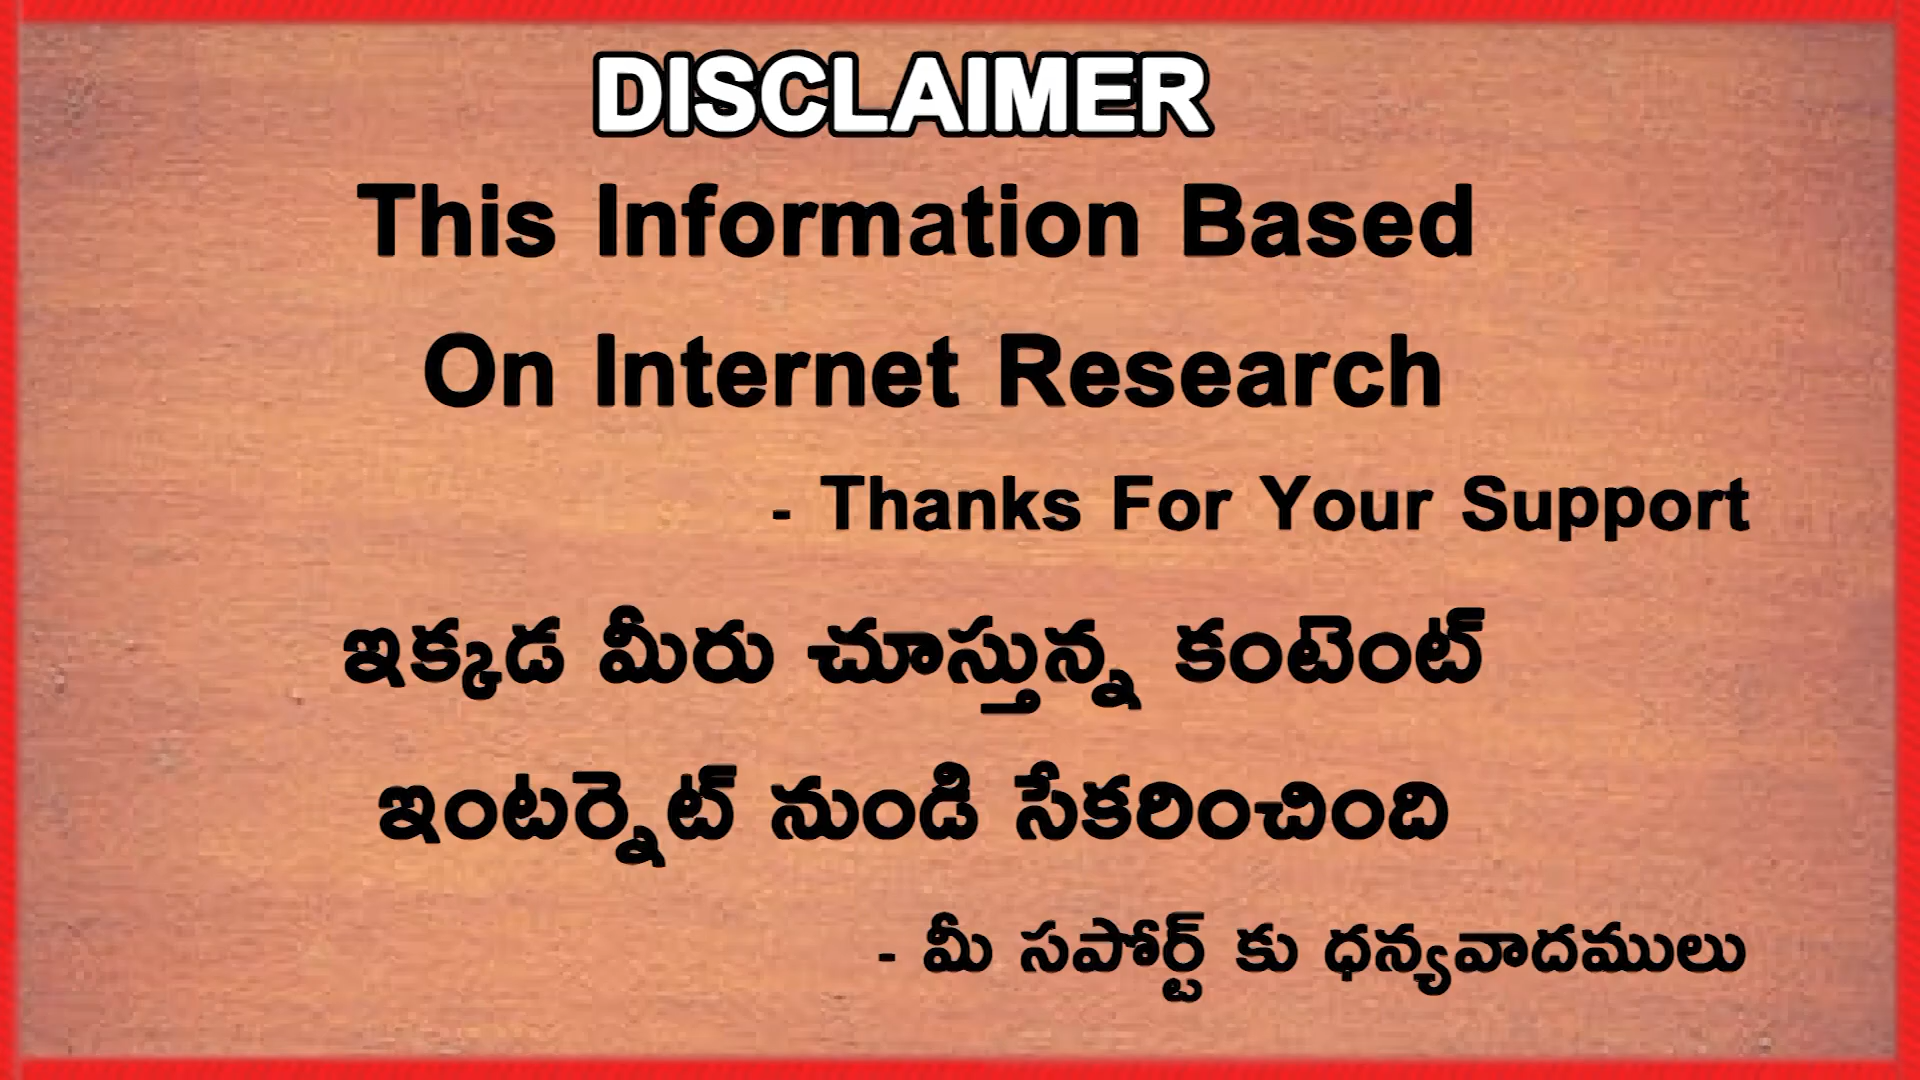 DISCLAIMER
This Information Based
On Internet Research
- Thanks For Your Support
ఇక్కడ మీరు చూస్తున్న కంటెంట్
ఇంటర్నెట్ నుండి సేకరించింది
- మీ సపోర్ట్ కు ధన్యవాదములు